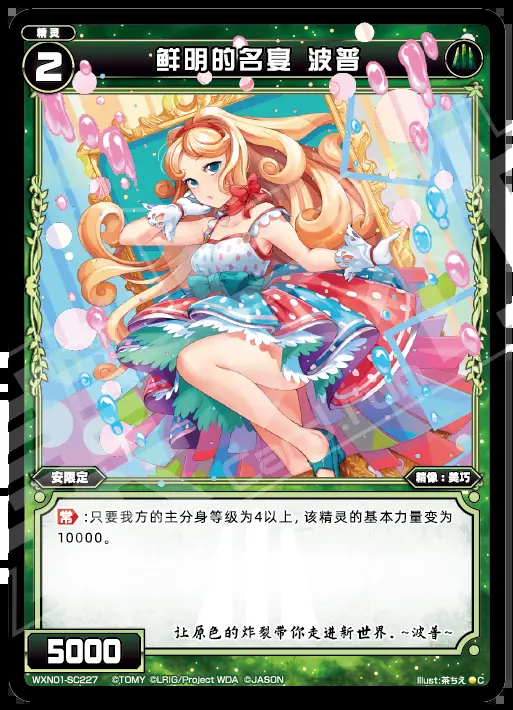 精灵
2
鲜明的名宴 波普
安限定
精像：美巧
常 :只要我方的主分身等级为4以上，该精灵的基本力量变为
10000。
让原色的炸裂带你走进新世界。~波普~
5000
WXN01-SC227 ©TOMY ©LRIG/Project WDA ©JASON
Illust:茶ちえ C